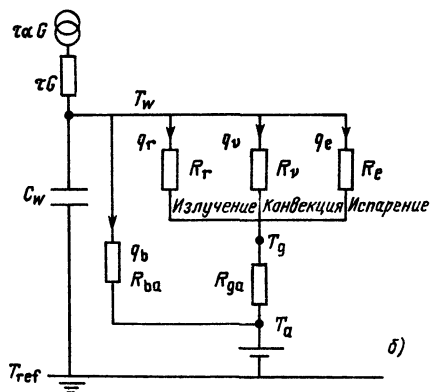 ταG
τG
T_w
q_r q_v q_e
C_w R_r R_v R_e
Излучение Конвекция Испарение
T_g
q_b
R_ba R_ga
T_a
T_ref б)